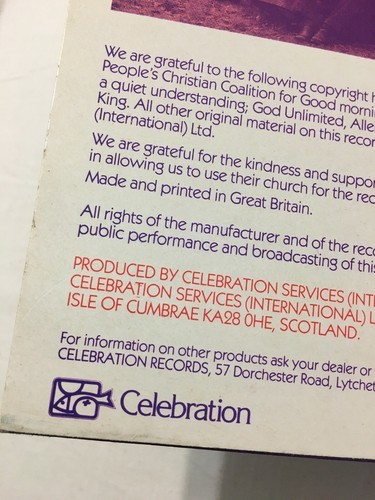 We are grateful to the following copyright h
People's Christian Coalition for Good morni
a quiet understanding; God Unlimited, Alle
King. All other original material on this recor
(International) Ltd.
We are grateful for the kindness and suppor
in allowing us to use their church for the rec
Made and printed in Great Britain.
All rights of the manufacturer and of the reco
public performance and broadcasting of this
PRODUCED BY CELEBRATION SERVICES (INT
CELEBRATION SERVICES (INTERNATIONAL) L
ISLE OF CUMBRAE KA28 0HE, SCOTLAND.
For information on other products ask your dealer or
CELEBRATION RECORDS, 57 Dorchester Road, Lytchet
Celebration